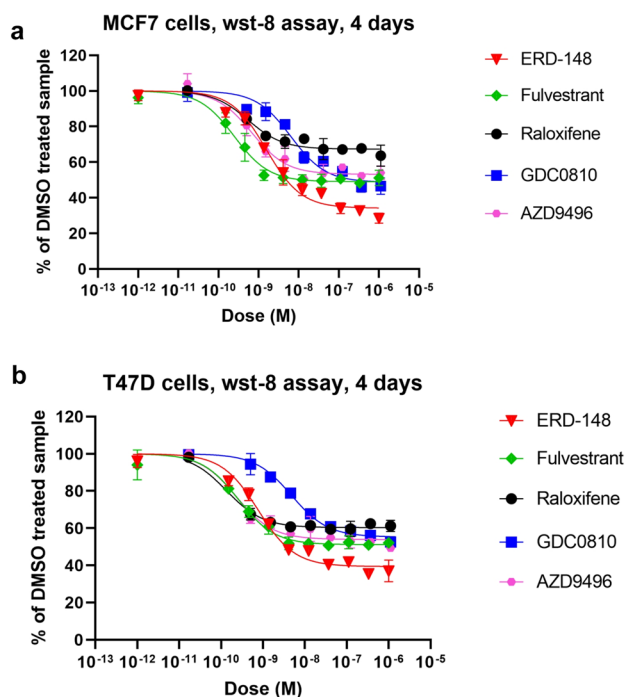 a
MCF7 cells, wst-8 assay, 4 days
% of DMSO treated sample
120
100
80
60
40
20
0
10-13 10-12 10-11 10-10 10-9 10-8 10-7 10-6 10-5
Dose (M)
ERD-148
Fulvestrant
Raloxifene
GDC0810
AZD9496
b
T47D cells, wst-8 assay, 4 days
% of DMSO treated sample
120
100
80
60
40
20
0
10-13 10-12 10-11 10-10 10-9 10-8 10-7 10-6 10-5
Dose (M)
ERD-148
Fulvestrant
Raloxifene
GDC0810
AZD9496